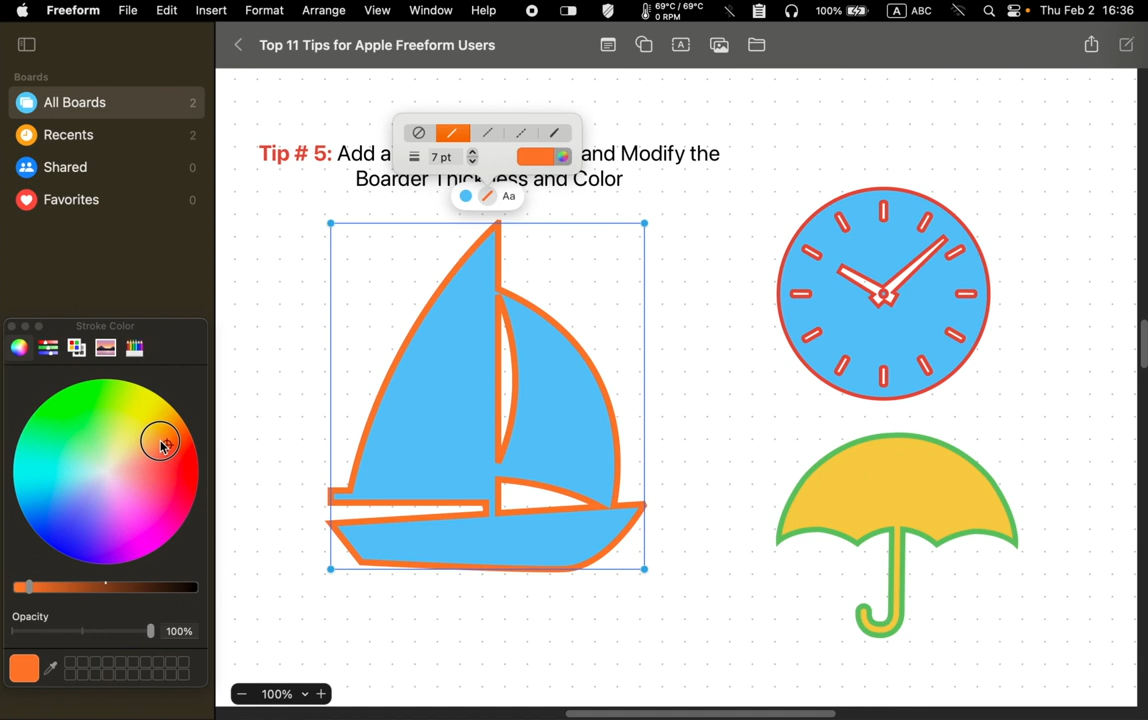 Freeform File Edit Insert Format Arrange View Window Help 69°C / 69°C 100% A ABC Thu Feb 2 16:36
0 RPM
Top 11 Tips for Apple Freeform Users
A
Boards
All Boards 2
Recents 2
Shared 0
Favorites 0
7 pt
Tip # 5: Add a and Modify the
Boarder Thickness and Color
Aa
Stroke Color
Opacity
100%
100%